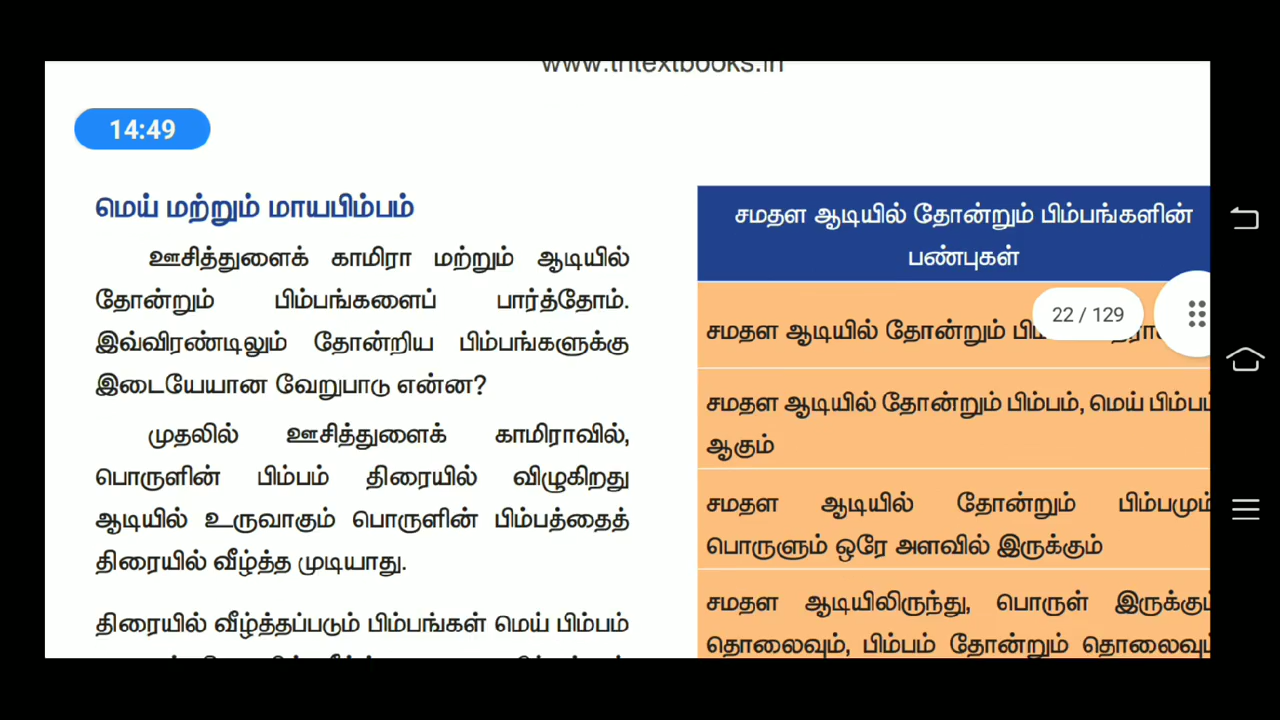 www.tntextbooks.in
14:49
மெய் மற்றும் மாயபிம்பம்
ஊசித்துளைக் காமிரா மற்றும் ஆடியில்
தோன்றும் பிம்பங்களைப் பார்த்தோம்.
இவ்விரண்டிலும் தோன்றிய பிம்பங்களுக்கு
இடையேயான வேறுபாடு என்ன?
முதலில் ஊசித்துளைக் காமிராவில்,
பொருளின் பிம்பம் திரையில் விழுகிறது
ஆடியில் உருவாகும் பொருளின் பிம்பத்தைத்
திரையில் வீழ்த்த முடியாது.
திரையில் வீழ்த்தப்படும் பிம்பங்கள் மெய் பிம்பம்
சமதள ஆடியில் தோன்றும் பிம்பங்களின்
பண்புகள்
22 / 129
சமதள ஆடியில் தோன்றும்
சமதள ஆடியில் தோன்றும் பிம்பம், மெய் பிம்பம்
ஆகும்
சமதள ஆடியில் தோன்றும் பிம்பமும்
பொருளும் ஒரே அளவில் இருக்கும்
சமதள ஆடியிலிருந்து, பொருள் இருக்கும்
தொலைவும், பிம்பம் தோன்றும் தொலைவும்